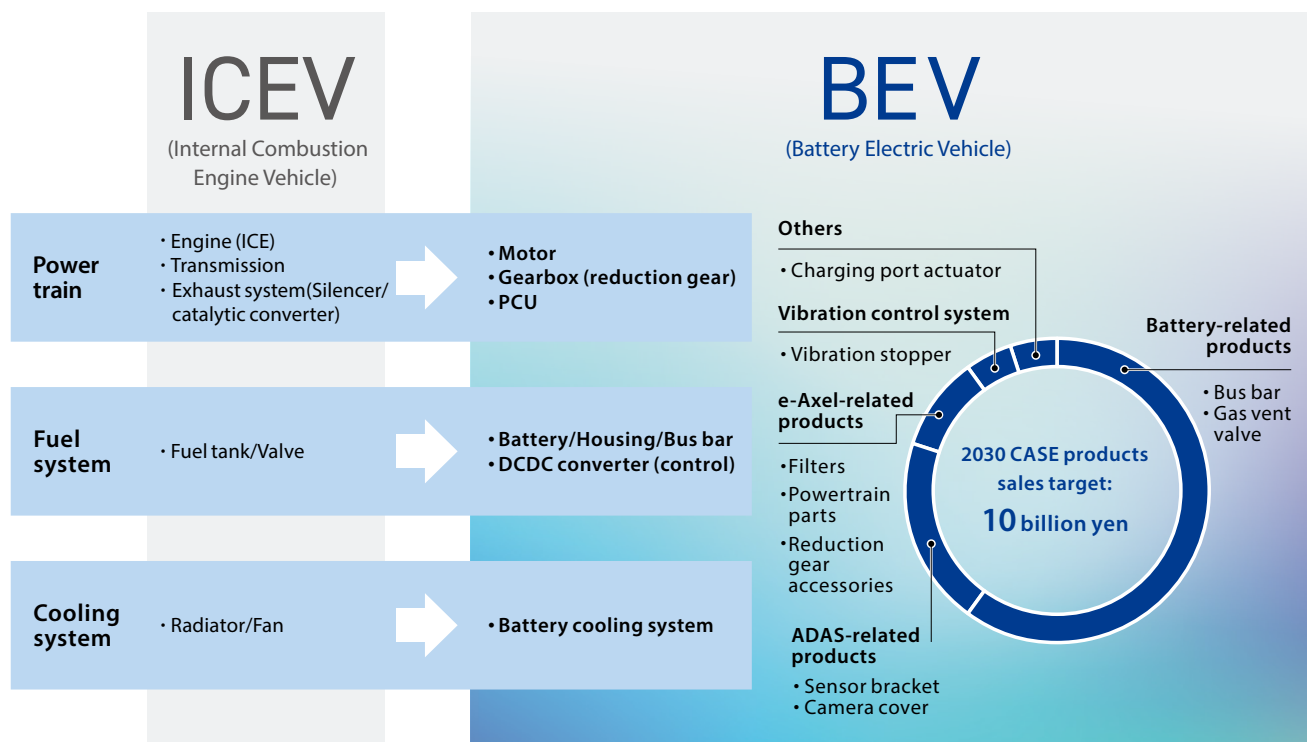 ICEV
(Internal Combustion
Engine Vehicle)
BEV
(Battery Electric Vehicle)
Power
train
・Engine (ICE)
・Transmission
・Exhaust system(Silencer/
catalytic converter)
・Motor
・Gearbox (reduction gear)
・PCU
Fuel
system
・Fuel tank/Valve
・Battery/Housing/Bus bar
・DCDC converter (control)
Cooling
system
・Radiator/Fan
・Battery cooling system
Others
・Charging port actuator
Vibration control system
・Vibration stopper
e-Axel-related
products
・Filters
・Powertrain
parts
・Reduction
gear
accessories
ADAS-related
products
・Sensor bracket
・Camera cover
Battery-related
products
・Bus bar
・Gas vent
valve
2030 CASE products
sales target:
10 billion yen